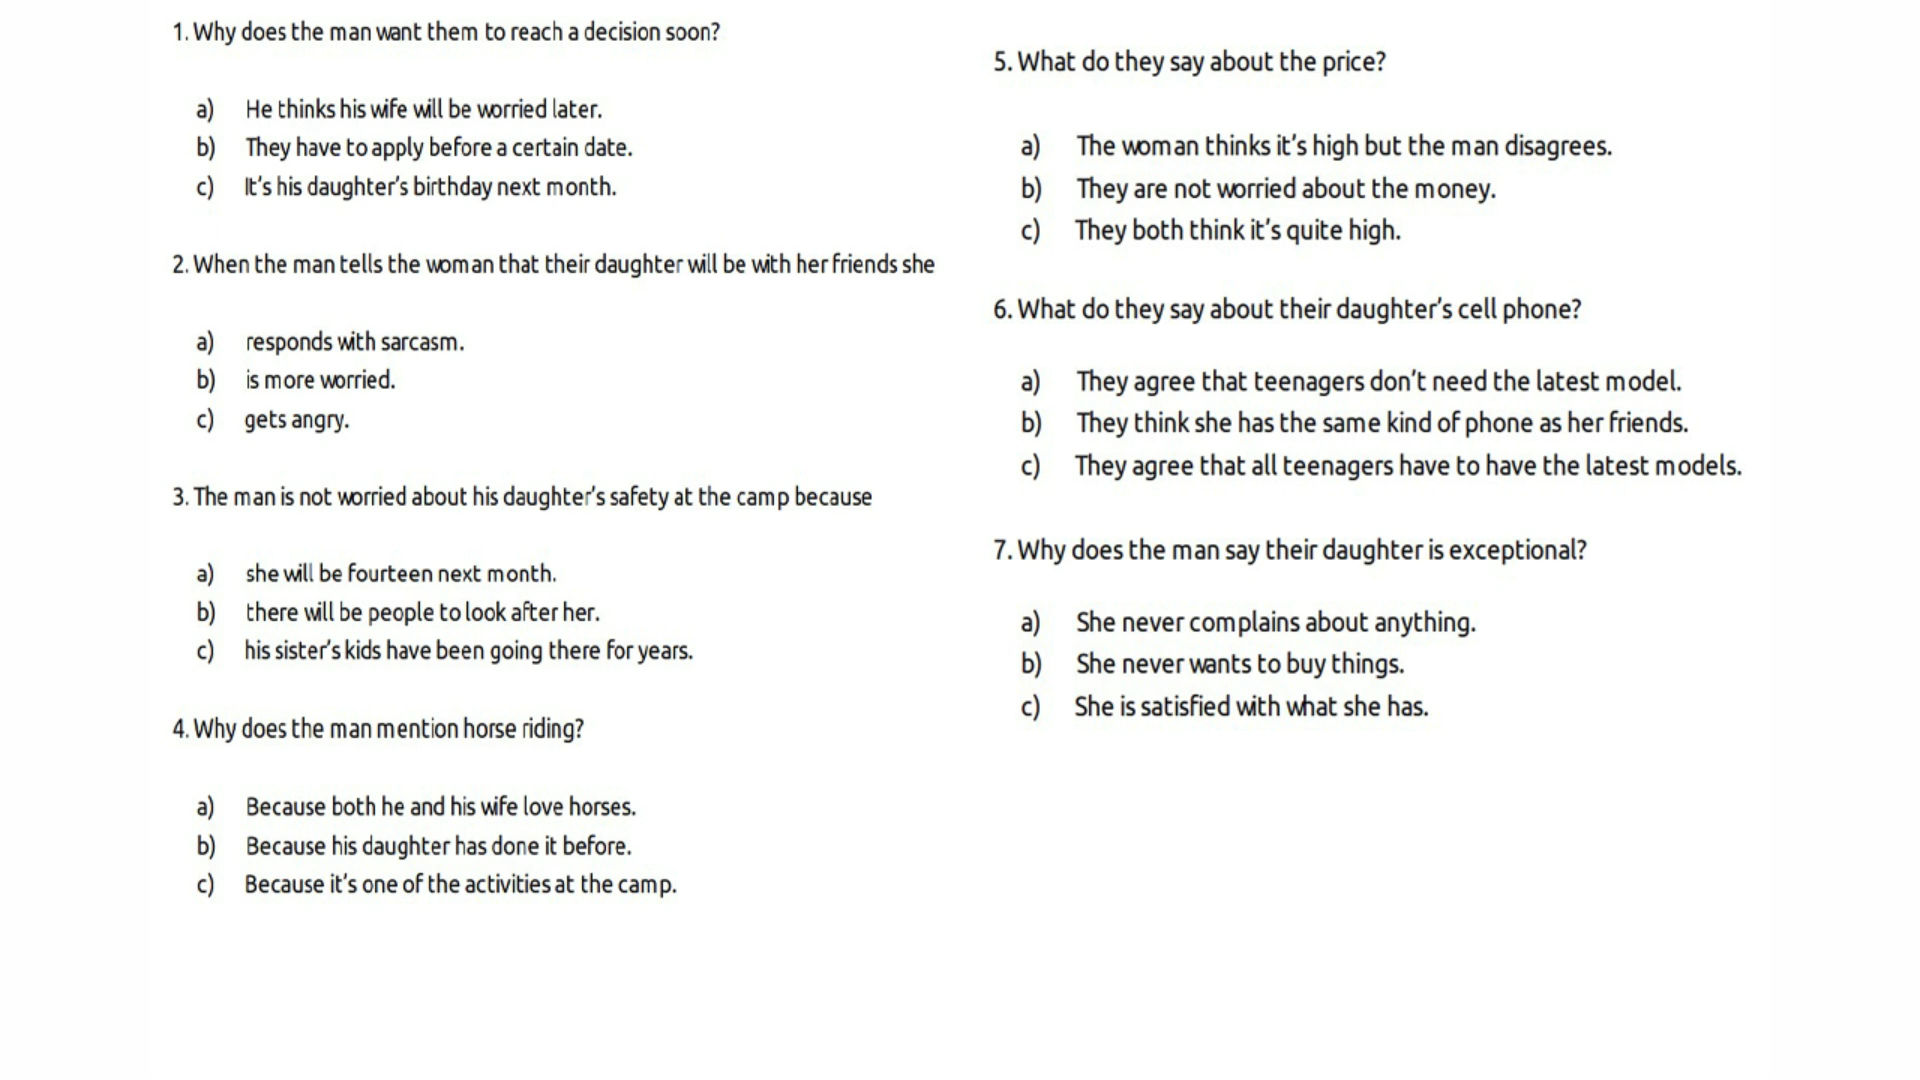 1. Why does the man want them to reach a decision soon?
a) He thinks his wife will be worried later.
b) They have to apply before a certain date.
c) It's his daughter's birthday next month.
2. When the man tells the woman that their daughter will be with her friends she
a) responds with sarcasm.
b) is more worried.
c) gets angry.
3. The man is not worried about his daughter's safety at the camp because
a) she will be fourteen next month.
b) there will be people to look after her.
c) his sister's kids have been going there for years.
4. Why does the man mention horse riding?
a) Because both he and his wife love horses.
b) Because his daughter has done it before.
c) Because it's one of the activities at the camp.
5. What do they say about the price?
a) The woman thinks it's high but the man disagrees.
b) They are not worried about the money.
c) They both think it's quite high.
6. What do they say about their daughter's cell phone?
a) They agree that teenagers don't need the latest model.
b) They think she has the same kind of phone as her friends.
c) They agree that all teenagers have to have the latest models.
7. Why does the man say their daughter is exceptional?
a) She never complains about anything.
b) She never wants to buy things.
c) She is satisfied with what she has.